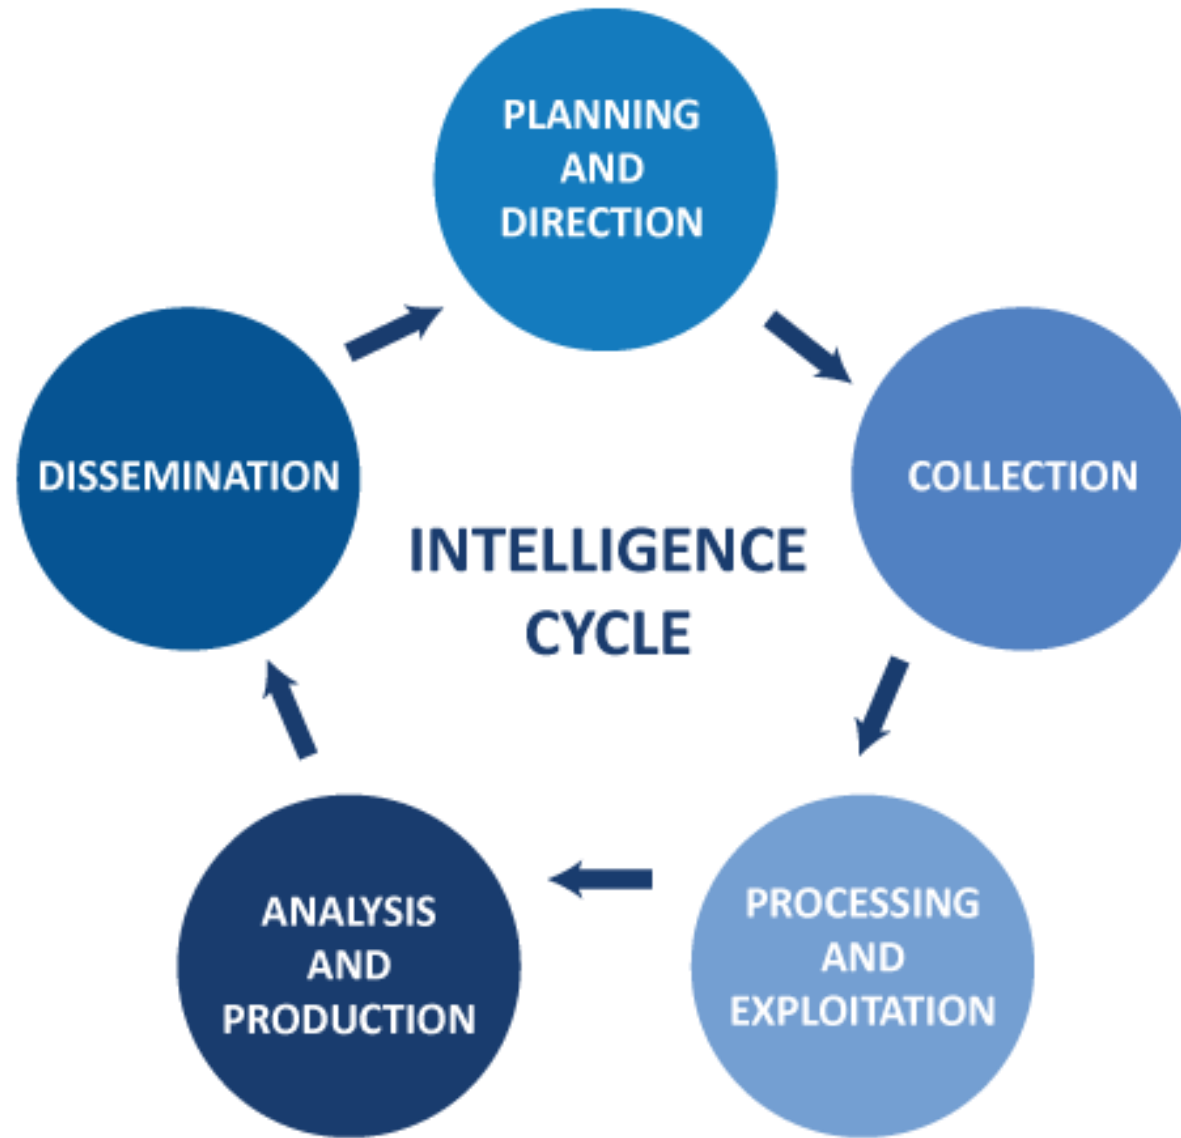 PLANNING
AND
DIRECTION
COLLECTION
PROCESSING
AND
EXPLOITATION
ANALYSIS
AND
PRODUCTION
DISSEMINATION
INTELLIGENCE
CYCLE